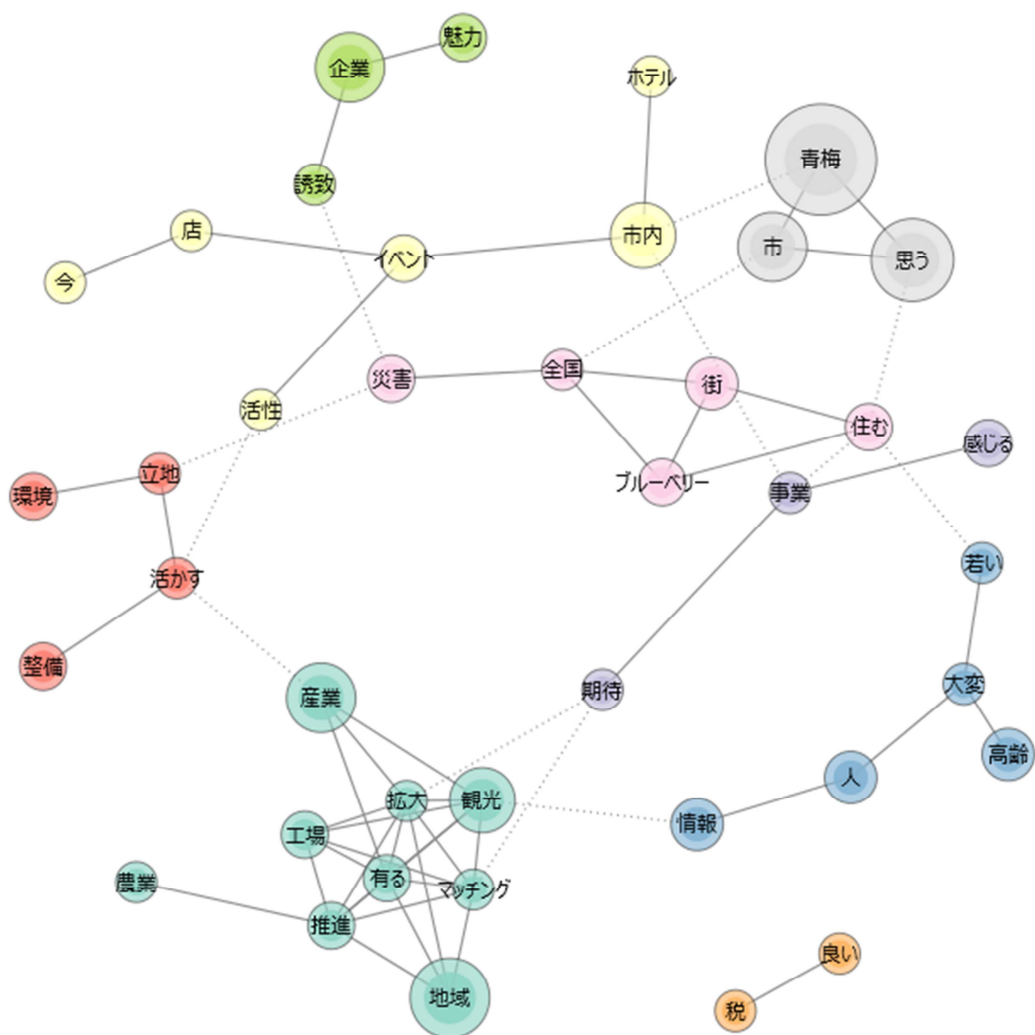 魅力
企業
ホテル
青梅
誘致
店
市内
市
思う
イベント
今
全国
災害
街
活性
住む
感じる
立地
ブルーベリー
事業
環境
若い
活かす
整備
大変
期待
産業
高齢
人
拡大
観光
情報
工場
有る
マッチング
農業
推進
良い
地域
税